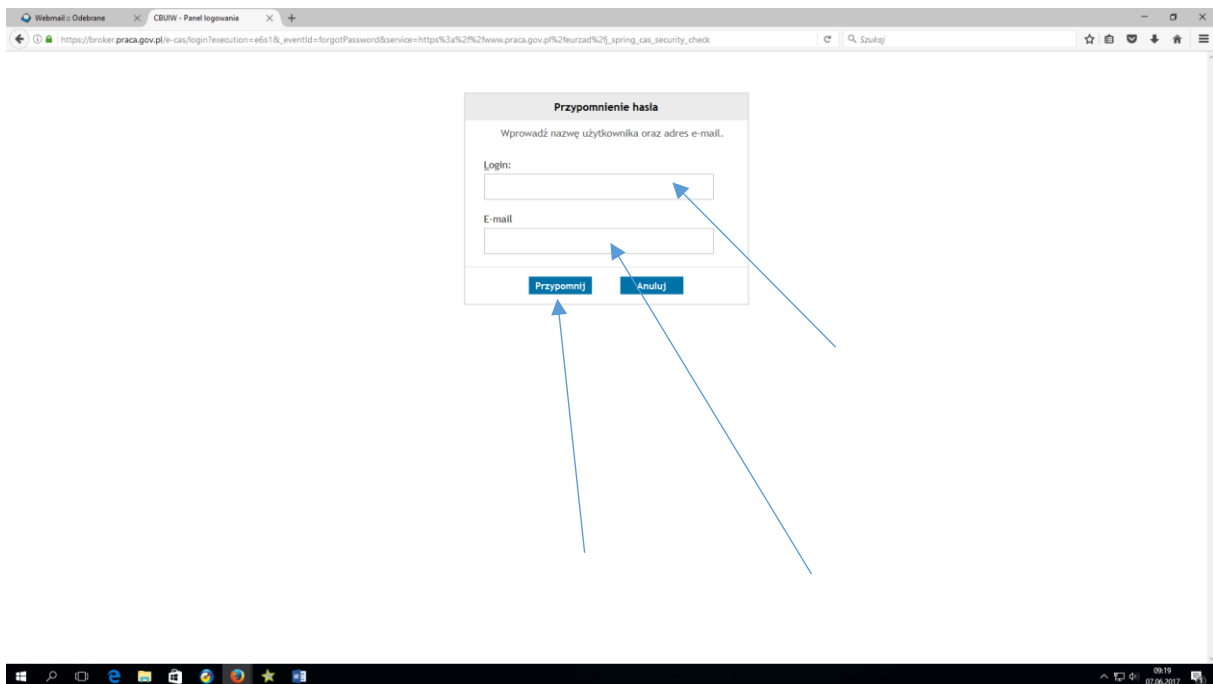 Webmail :: Odebrane
CBUIW - Panel logowania
https://broker.praca.gov.pl/e-cas/login?execution=e6s1&_eventId=forgotPassword&service=https%3a%2f%2fwww.praca.gov.pl%2feurzad%2fj_spring_cas_security_check
Szukaj
Przypomnienie hasła
Wprowadź nazwę użytkownika oraz adres e-mail.
Login:
E-mail
Przypomnij Anuluj
09:19
07.06.2017